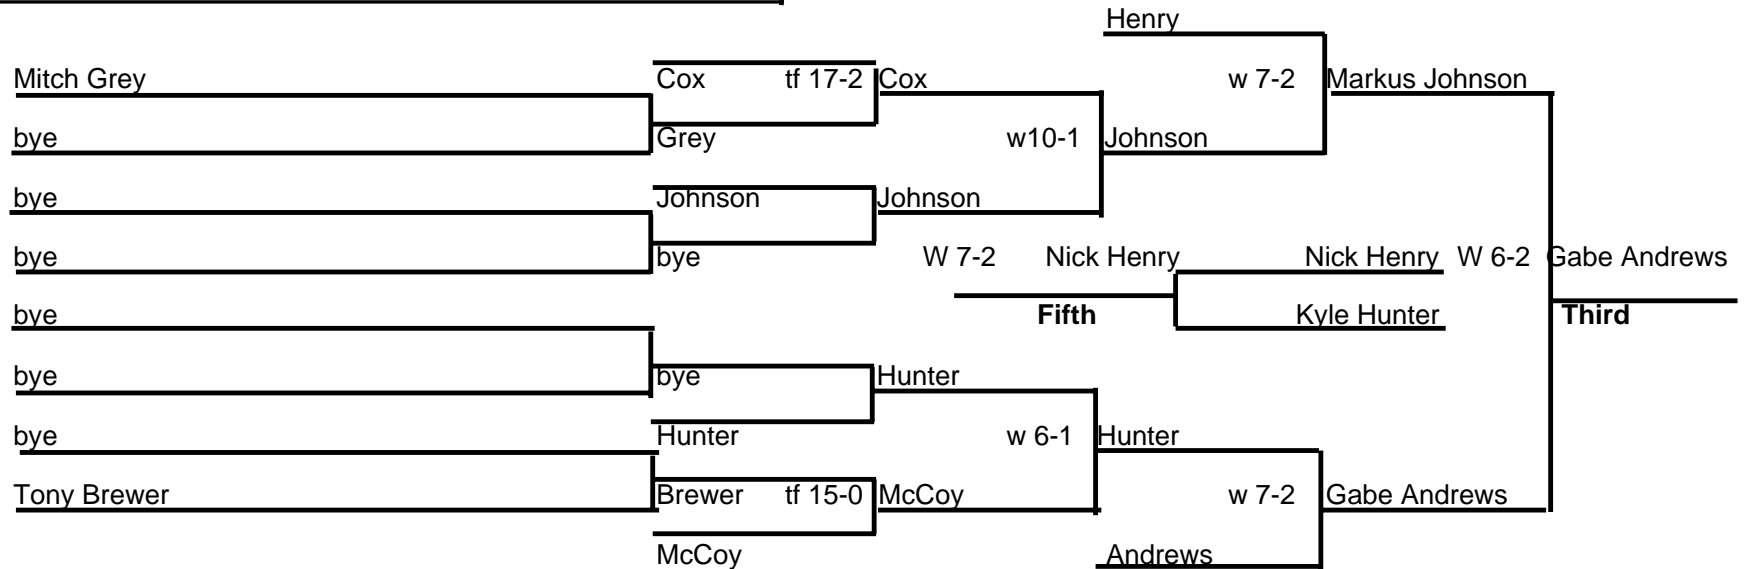 Henry
Mitch Grey Cox tf 17-2 Cox w 7-2 Markus Johnson
bye Grey w10-1 Johnson
bye Johnson Johnson
bye bye W 7-2 Nick Henry Nick Henry W 6-2 Gabe Andrews
bye Fifth Kyle Hunter Third
bye bye Hunter
bye Hunter w 6-1 Hunter
Tony Brewer Brewer tf 15-0 McCoy w 7-2 Gabe Andrews
McCoy Andrews